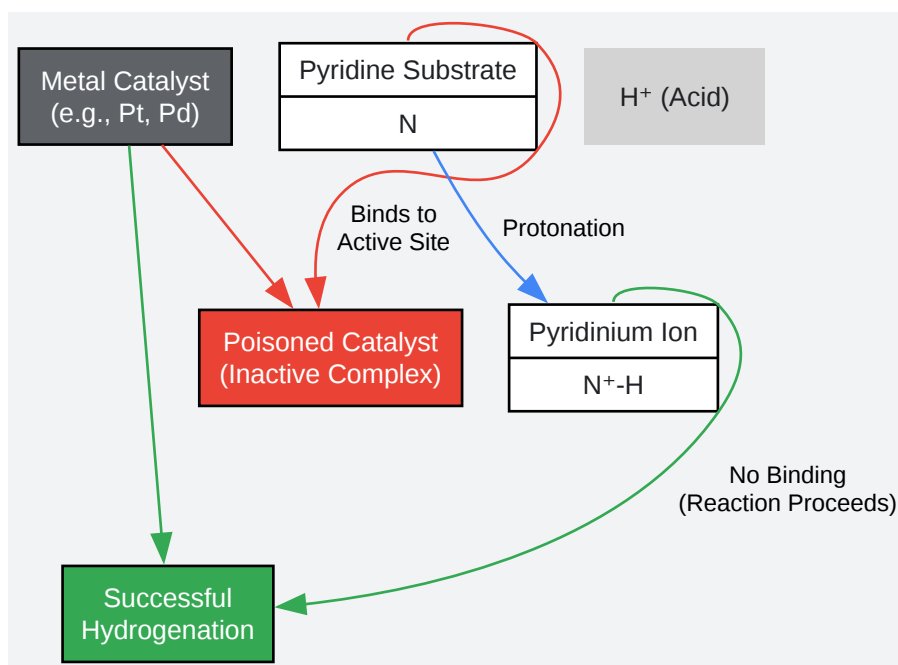 Metal Catalyst
(e.g., Pt, Pd)
Pyridine Substrate
N
H⁺ (Acid)
Binds to
Active Site
Protonation
Poisoned Catalyst
(Inactive Complex)
Pyridinium Ion
N⁺-H
No Binding
(Reaction Proceeds)
Successful
Hydrogenation